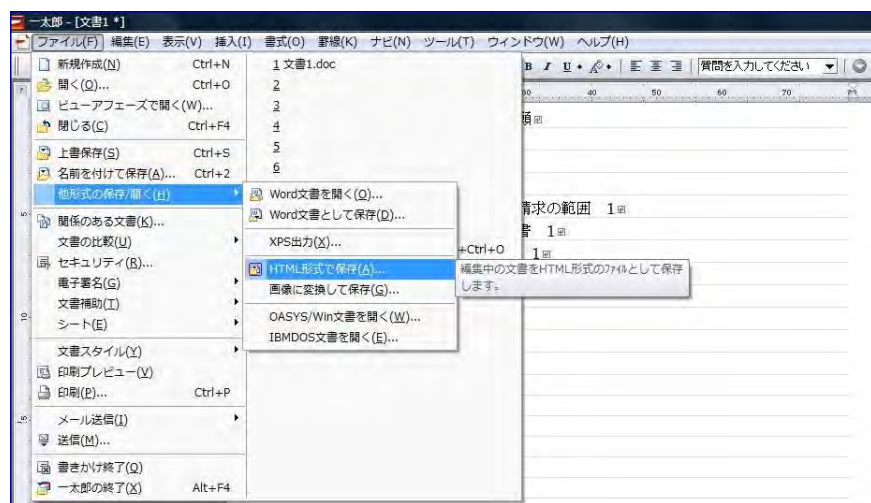 一太郎 - [文書1 *]
ファイル(F) 編集(E) 表示(V) 挿入(I) 書式(O) 罫線(K) ナビ(N) ツール(T) ウィンドウ(W) ヘルプ(H)
B I U 質問を入力してください
新規作成(N) Ctrl+N
開く(O)... Ctrl+O
ビューアフェーズで開く(W)...
閉じる(C) Ctrl+F4
上書保存(S) Ctrl+S
名前を付けて保存(A)... Ctrl+2
他形式の保存/開く(H)
関係のある文書(K)...
文書の比較(U)
セキュリティ(R)...
電子署名(G)
文書補助(T)
シート(E)
文書スタイル(Y)
印刷プレビュー(V)
印刷(P)... Ctrl+P
メール送信(I)
送信(M)...
書きかけ終了(Q)
一太郎の終了(X) Alt+F4
1 文書1.doc
2
3
4
5
6
Word文書を開く(O)...
Word文書として保存(D)...
XPS出力(X)...
HTML形式で保存(A)...
画像に変換して保存(G)...
OASYS/Win文書を開く(W)...
IBMDOS文書を開く(E)...
+Ctrl+O
編集中の文書をHTML形式のファイルとして保存
します。
40 50 60 70
請求の範囲 1
書 1
1